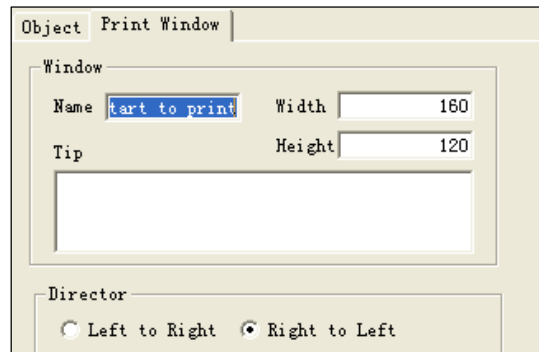 Object Print Window
Window
Name tart to print Width 160
Height 120
Tip
Director
Left to Right Right to Left